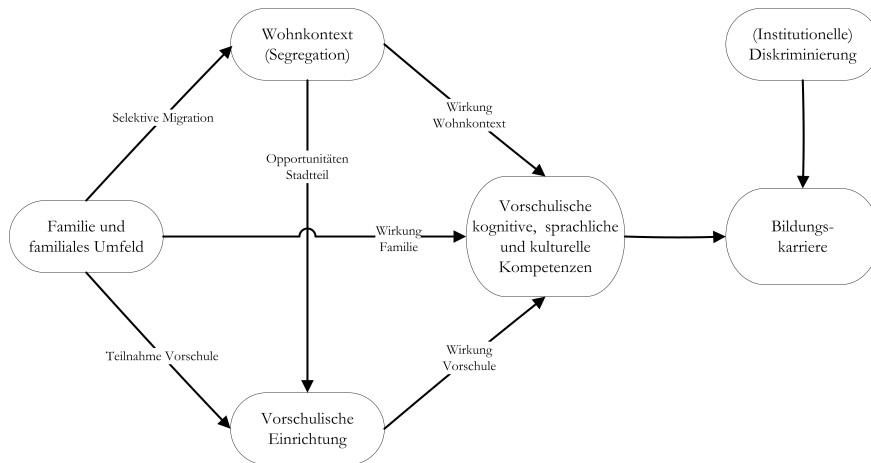 Wohnkontext
(Segregation)
(Institutionelle)
Diskriminierung
Selektive Migration
Wirkung
Wohnkontext
Opportunitäten
Stadtteil
Familie und
familiales Umfeld
Wirkung
Familie
Vorschulische
kognitive, sprachliche
und kulturelle
Kompetenzen
Bildungs-
karriere
Teilnahme Vorschule
Wirkung
Vorschule
Vorschulische
Einrichtung